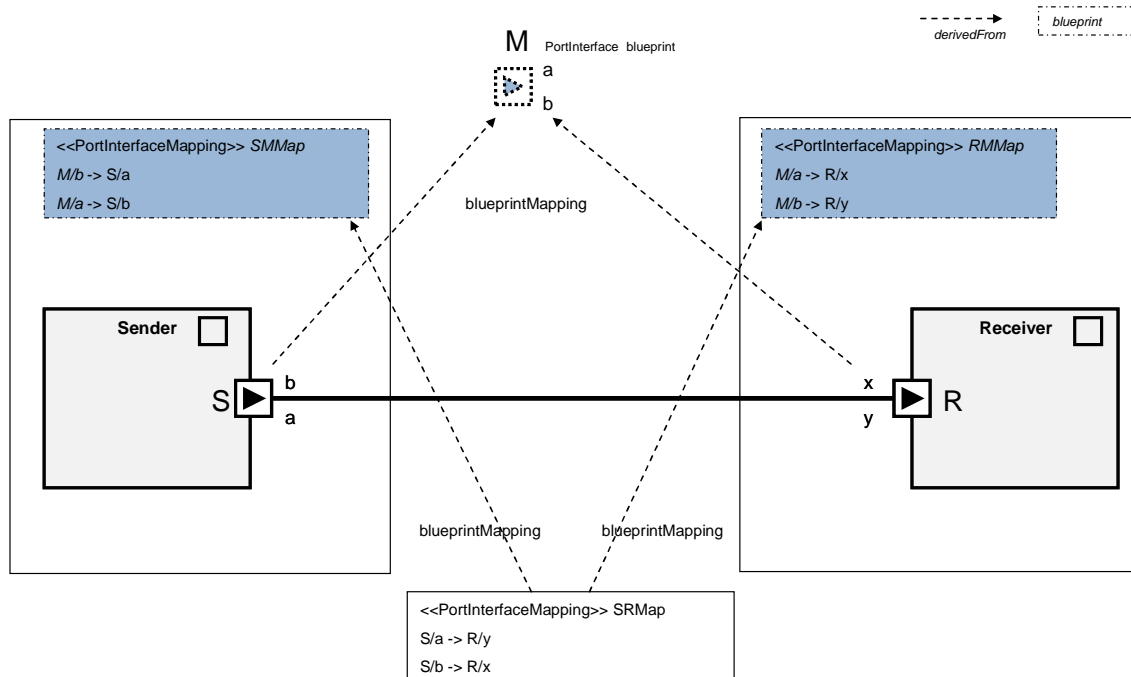 derivedFrom
blueprint
M PortInterface blueprint
a
b
<<PortInterfaceMapping>> SMMap
M/b -> S/a
M/a -> S/b
<<PortInterfaceMapping>> RMMap
M/a -> R/x
M/b -> R/y
blueprintMapping
Sender
Receiver
S
b
a
x
y
R
blueprintMapping
blueprintMapping
<<PortInterfaceMapping>> SRMap
S/a -> R/y
S/b -> R/x